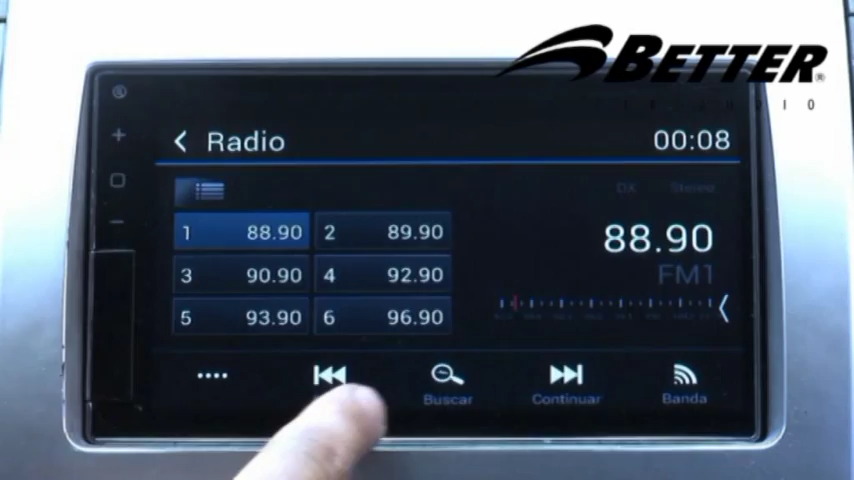 BETTER®
Radio
00:08
DX Stereo
1 88.90 2 89.90
88.90
3 90.90 4 92.90
FM1
5 93.90 6 96.90
Buscar Continuar Banda